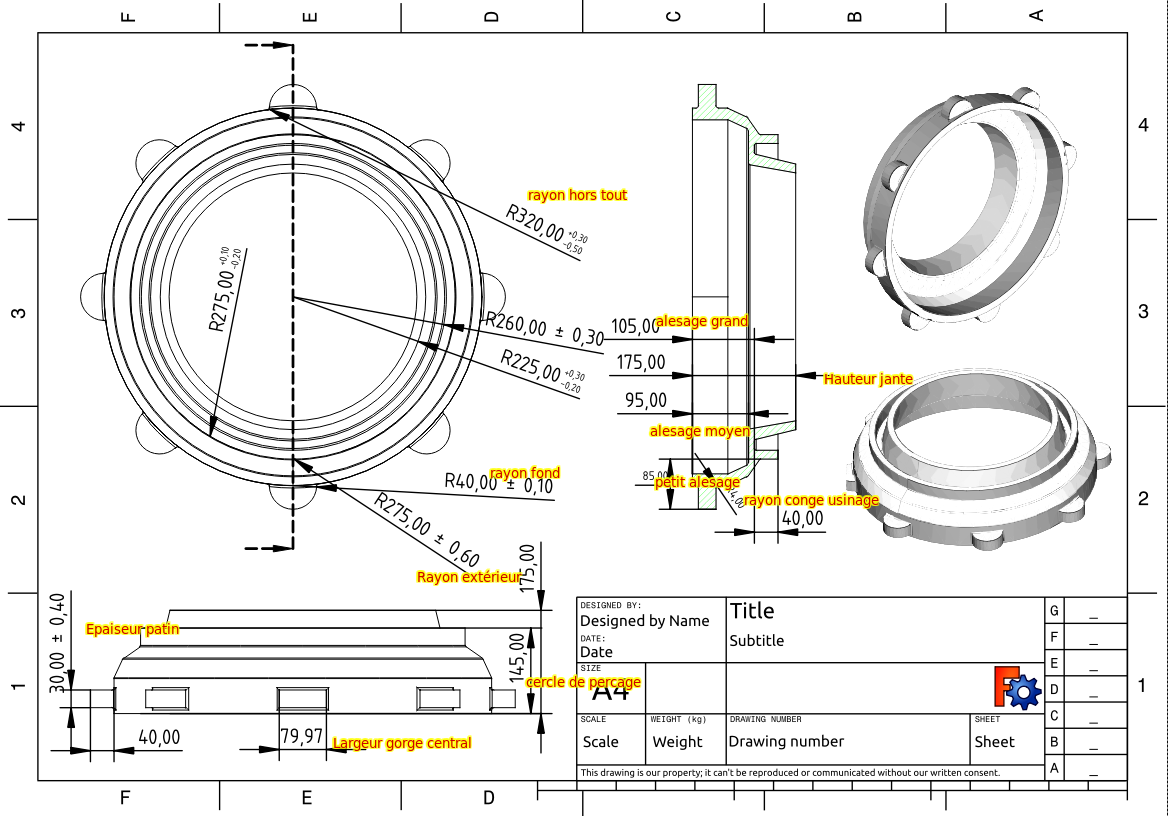 F E D C B A
4 4
rayon hors tout
R320,00 +0,30 -0,50
R275,00 +0,10 -0,20
3 3
R260,00 ± 0,30
105,00
alesage grand
R225,00 +0,30 -0,20
175,00
Hauteur jante
95,00
alesage moyen
rayon fond
R40,00 ± 0,10
85,00
petit alesage
rayon conge usinage
2 2
40,00
R275,00 ± 0,60
Rayon extérieur
175,00
30,00 ± 0,40
Epaiseur patin
145,00
cercle de perçage
1 1
40,00
79,97
Largeur gorge central
DESIGNED BY:
Designed by Name
DATE:
Date
SIZE
A4
Title
Subtitle
SCALE
Scale
WEIGHT (kg)
Weight
DRAWING NUMBER
Drawing number
SHEET
Sheet
This drawing is our property; it can't be reproduced or communicated without our written consent.
G _
F _
E _
D _
C _
B _
A _
F E D